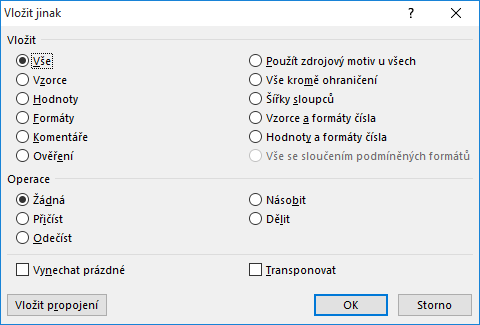 Vložit jinak
Vložit
Vše
Použít zdrojový motiv u všech
Vzorce
Vše kromě ohraničení
Hodnoty
Šířky sloupců
Formáty
Vzorce a formáty čísla
Komentáře
Hodnoty a formáty čísla
Ověření
Vše se sloučením podmíněných formátů
Operace
Žádná
Násobit
Přičíst
Dělit
Odečíst
Vynechat prázdné
Transponovat
Vložit propojení
OK
Storno